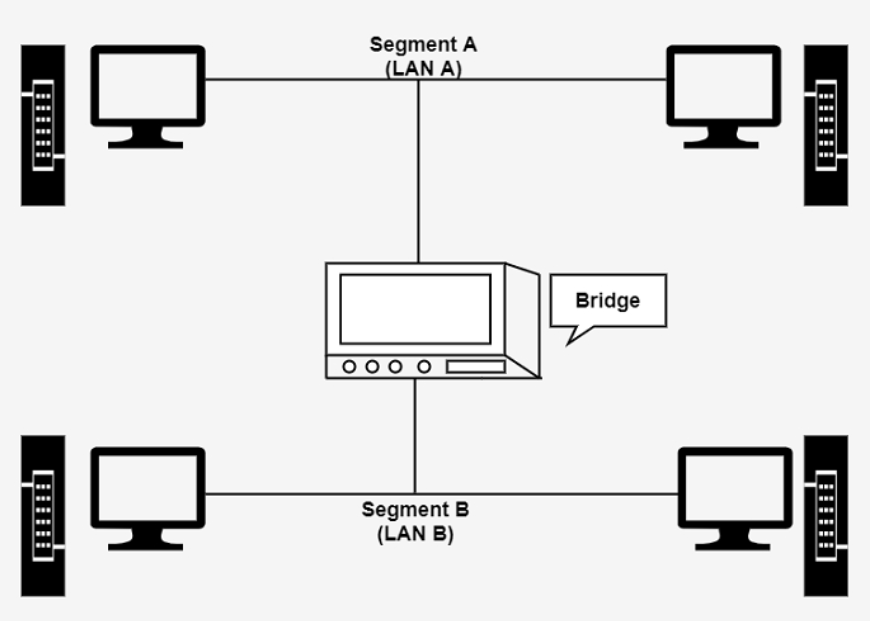 Segment A
(LAN A)
Bridge
Segment B
(LAN B)